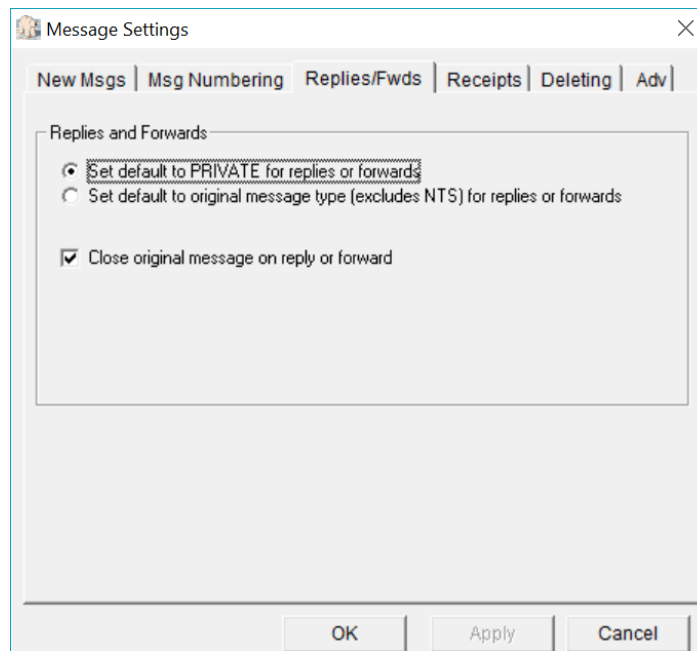 Message Settings
New Msgs Msg Numbering Replies/Fwds Receipts Deleting Adv
Replies and Forwards
Set default to PRIVATE for replies or forwards
Set default to original message type (excludes NTS) for replies or forwards
Close original message on reply or forward
OK Apply Cancel